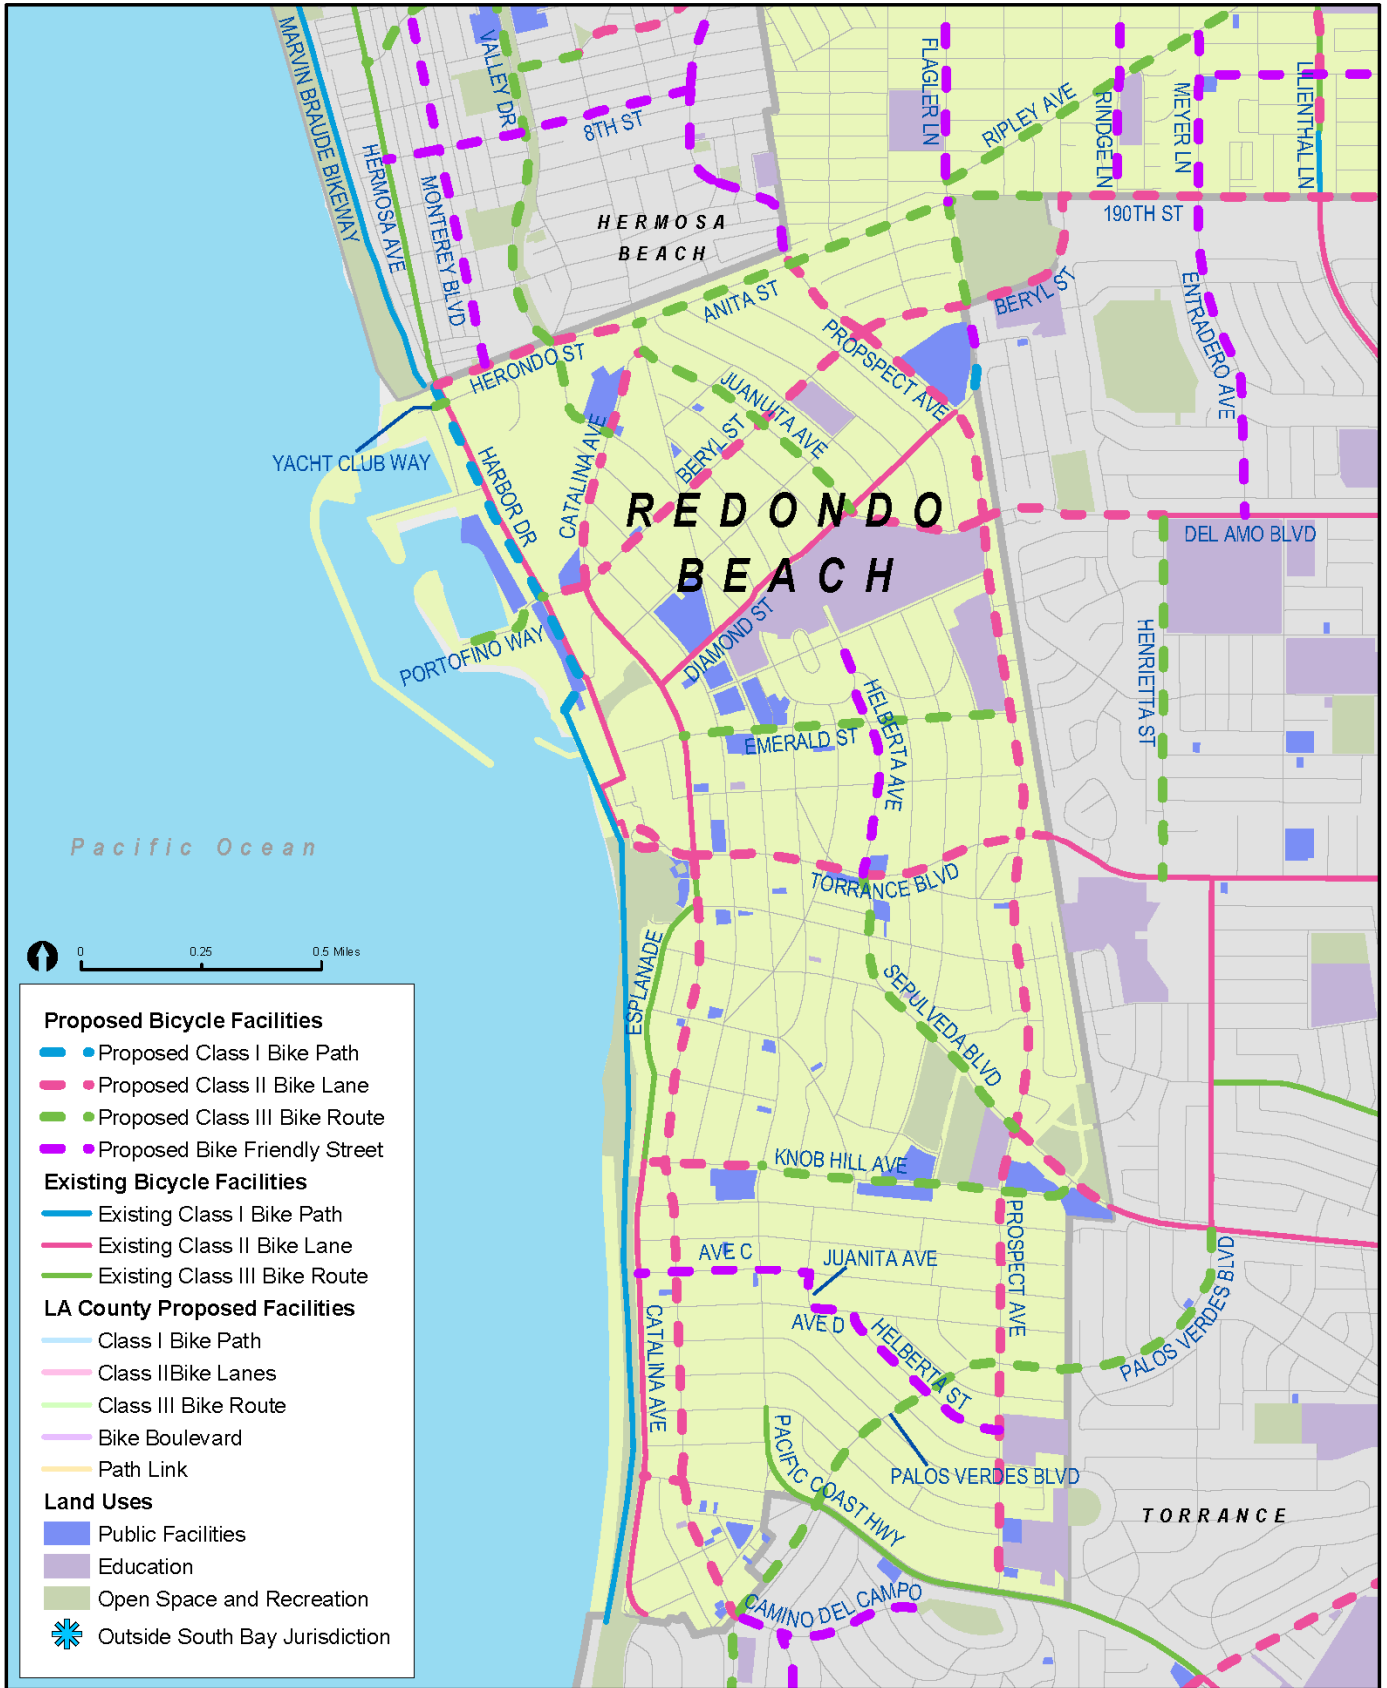 MARVIN BRAUDE BIKEWAY
HERMOSA AVE
MONTEREY BLVD
VALLEY DR
8TH ST
HERMOSA
BEACH
FLAGLER LN
RIPLEY AVE
RINDGE LN
MEYER LN
LILIENTHAL LN
190TH ST
ENTRADERO AVE
BERYL ST
ANITA ST
PROPSPECT AVE
HERONDO ST
JUANUITA AVE
BERYL ST
CATALINA AVE
YACHT CLUB WAY
HARBOR DR
REDONDO
BEACH
DEL AMO BLVD
DIAMOND ST
PORTOFINO WAY
HENRIETTA ST
HELBERTA AVE
EMERALD ST
Pacific Ocean
TORRANCE BLVD
ESPLANADE
SEPULVEDA BLVD
KNOB HILL AVE
PROSPECT AVE
AVE C
JUANITA AVE
AVE D
HELBERTA ST
CATALINA AVE
PALOS VERDES BLVD
PALOS VERDES BLVD
PACIFIC COAST HWY
CAMINO DEL CAMPO
TORRANCE
0 0.25 0.5 Miles
Proposed Bicycle Facilities
Proposed Class I Bike Path
Proposed Class II Bike Lane
Proposed Class III Bike Route
Proposed Bike Friendly Street
Existing Bicycle Facilities
Existing Class I Bike Path
Existing Class II Bike Lane
Existing Class III Bike Route
LA County Proposed Facilities
Class I Bike Path
Class IIBike Lanes
Class III Bike Route
Bike Boulevard
Path Link
Land Uses
Public Facilities
Education
Open Space and Recreation
Outside South Bay Jurisdiction